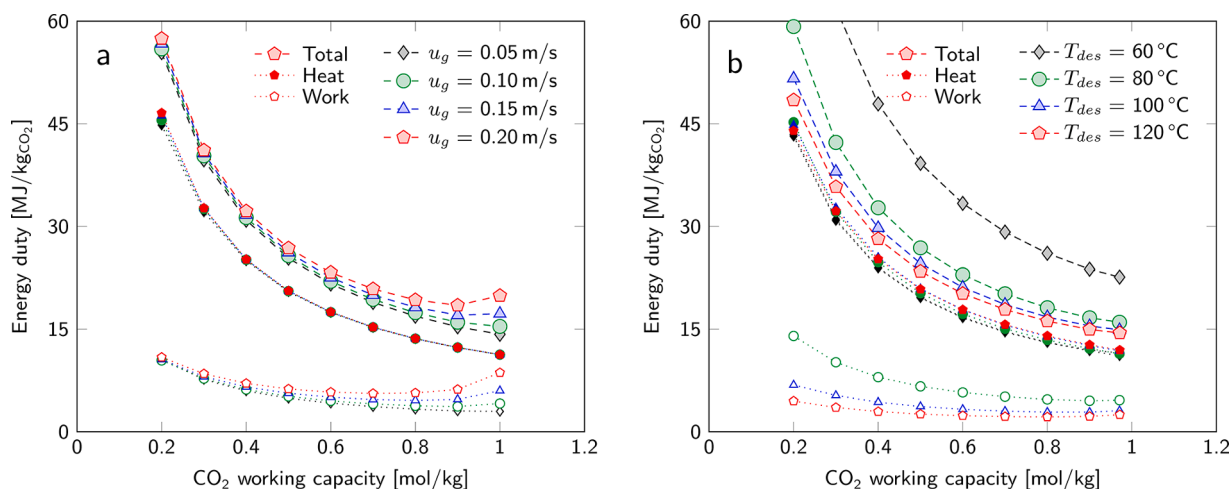 a
Total
Heat
Work
u_g = 0.05 m/s
u_g = 0.10 m/s
u_g = 0.15 m/s
u_g = 0.20 m/s
60
45
30
15
0
0 0.2 0.4 0.6 0.8 1 1.2
Energy duty [MJ/kg_CO₂]
CO₂ working capacity [mol/kg]
b
Total
Heat
Work
T_des = 60 °C
T_des = 80 °C
T_des = 100 °C
T_des = 120 °C
60
45
30
15
0
0 0.2 0.4 0.6 0.8 1 1.2
Energy duty [MJ/kg_CO₂]
CO₂ working capacity [mol/kg]